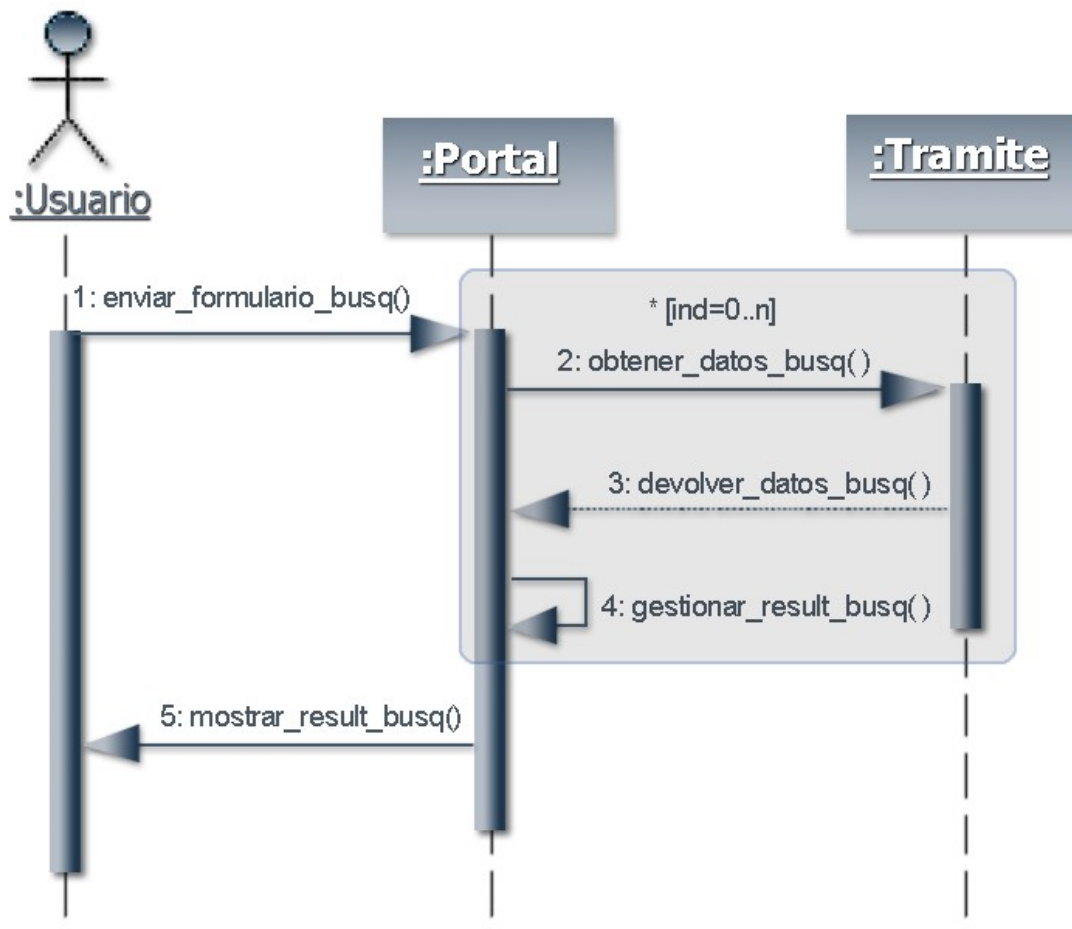 :Usuario
:Portal
:Tramite
1: enviar_formulario_busq()
* [ind=0..n]
2: obtener_datos_busq( )
3: devolver_datos_busq( )
4: gestionar_result_busq( )
5: mostrar_result_busq()